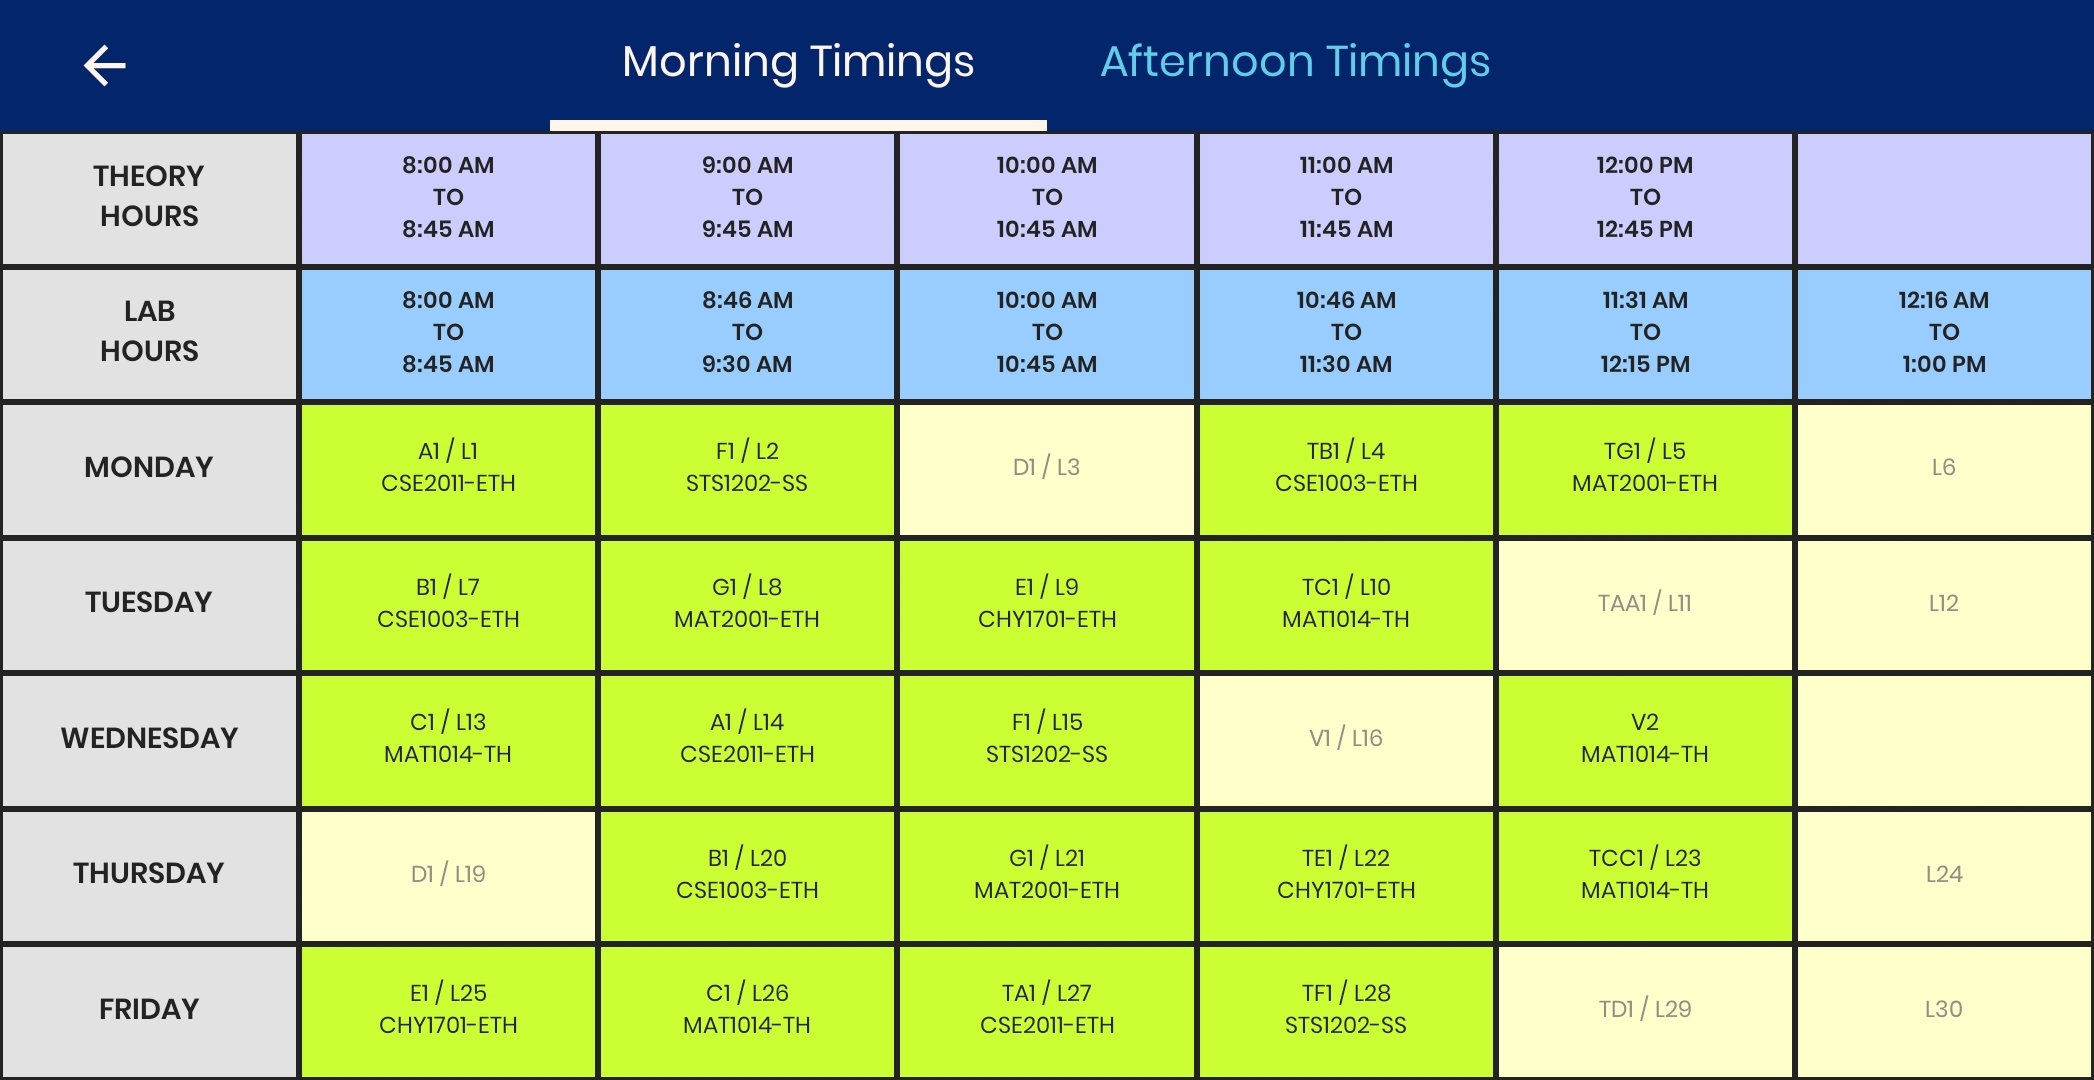 Morning Timings
Afternoon Timings
THEORY
HOURS
8:00 AM
TO
8:45 AM
9:00 AM
TO
9:45 AM
10:00 AM
TO
10:45 AM
11:00 AM
TO
11:45 AM
12:00 PM
TO
12:45 PM
LAB
HOURS
8:00 AM
TO
8:45 AM
8:46 AM
TO
9:30 AM
10:00 AM
TO
10:45 AM
10:46 AM
TO
11:30 AM
11:31 AM
TO
12:15 PM
12:16 AM
TO
1:00 PM
MONDAY
A1 / L1
CSE2011-ETH
F1 / L2
STS1202-SS
D1 / L3
TB1 / L4
CSE1003-ETH
TG1 / L5
MAT2001-ETH
L6
TUESDAY
B1 / L7
CSE1003-ETH
G1 / L8
MAT2001-ETH
E1 / L9
CHY1701-ETH
TC1 / L10
MAT1014-TH
TAA1 / L11
L12
WEDNESDAY
C1 / L13
MAT1014-TH
A1 / L14
CSE2011-ETH
F1 / L15
STS1202-SS
V1 / L16
V2
MAT1014-TH
THURSDAY
D1 / L19
B1 / L20
CSE1003-ETH
G1 / L21
MAT2001-ETH
TE1 / L22
CHY1701-ETH
TCC1 / L23
MAT1014-TH
L24
FRIDAY
E1 / L25
CHY1701-ETH
C1 / L26
MAT1014-TH
TA1 / L27
CSE2011-ETH
TF1 / L28
STS1202-SS
TD1 / L29
L30